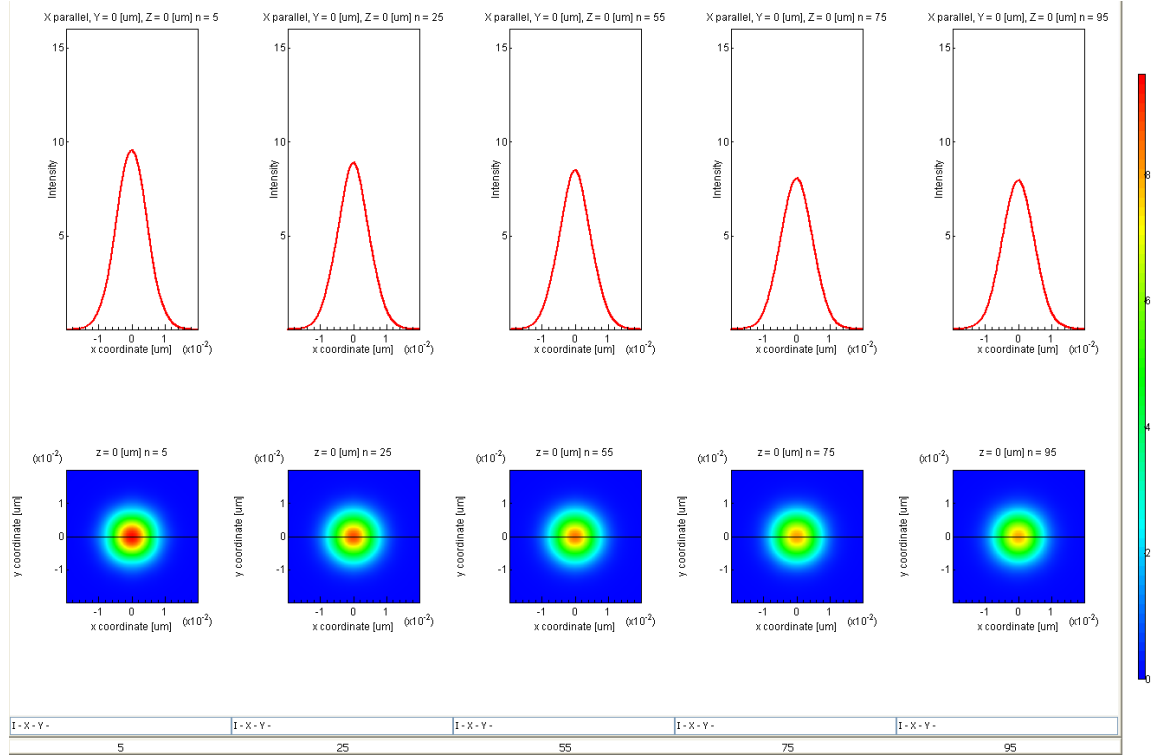 X parallel, Y = 0 [um], Z = 0 [um] n = 5
X parallel, Y = 0 [um], Z = 0 [um] n = 25
X parallel, Y = 0 [um], Z = 0 [um] n = 55
X parallel, Y = 0 [um], Z = 0 [um] n = 75
X parallel, Y = 0 [um], Z = 0 [um] n = 95
15
10
5
Intensity
-1 0 1
x coordinate [um] (x10-2)
15
10
5
Intensity
-1 0 1
x coordinate [um] (x10-2)
15
10
5
Intensity
-1 0 1
x coordinate [um] (x10-2)
15
10
5
Intensity
-1 0 1
x coordinate [um] (x10-2)
15
10
5
Intensity
-1 0 1
x coordinate [um] (x10-2)
8
6
4
2
0
(x10-2) z = 0 [um] n = 5
1
0
-1
y coordinate [um]
-1 0 1
x coordinate [um] (x10-2)
(x10-2) z = 0 [um] n = 25
1
0
-1
y coordinate [um]
-1 0 1
x coordinate [um] (x10-2)
(x10-2) z = 0 [um] n = 55
1
0
-1
y coordinate [um]
-1 0 1
x coordinate [um] (x10-2)
(x10-2) z = 0 [um] n = 75
1
0
-1
y coordinate [um]
-1 0 1
x coordinate [um] (x10-2)
(x10-2) z = 0 [um] n = 95
1
0
-1
y coordinate [um]
-1 0 1
x coordinate [um] (x10-2)
I - X - Y - I - X - Y - I - X - Y - I - X - Y - I - X - Y -
5 25 55 75 95